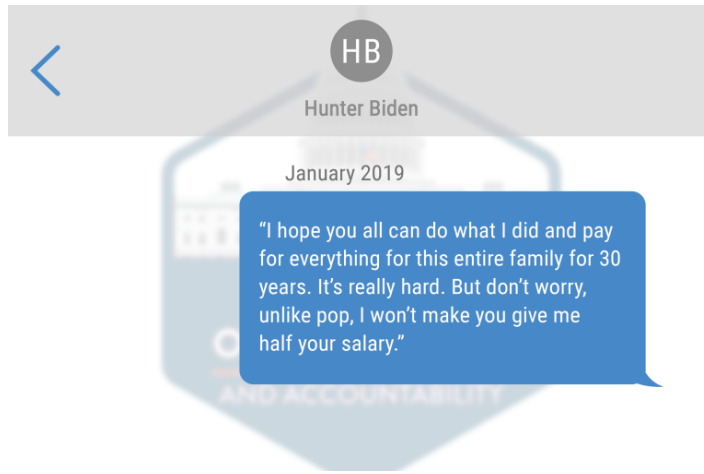 HB
Hunter Biden
January 2019
“I hope you all can do what I did and pay
for everything for this entire family for 30
years. It’s really hard. But don’t worry,
unlike pop, I won’t make you give me
half your salary.”
AND ACCOUNTABILITY